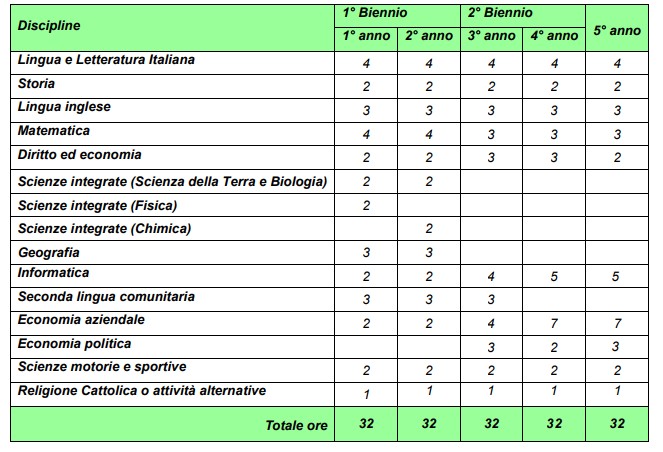 Discipline 1° Biennio 2° Biennio 5° anno
1° anno 2° anno 3° anno 4° anno
Lingua e Letteratura Italiana 4 4 4 4 4
Storia 2 2 2 2 2
Lingua inglese 3 3 3 3 3
Matematica 4 4 3 3 3
Diritto ed economia 2 2 3 3 2
Scienze integrate (Scienza della Terra e Biologia) 2 2
Scienze integrate (Fisica) 2
Scienze integrate (Chimica) 2
Geografia 3 3
Informatica 2 2 4 5 5
Seconda lingua comunitaria 3 3 3
Economia aziendale 2 2 4 7 7
Economia politica 3 2 3
Scienze motorie e sportive 2 2 2 2 2
Religione Cattolica o attività alternative 1 1 1 1 1
Totale ore 32 32 32 32 32